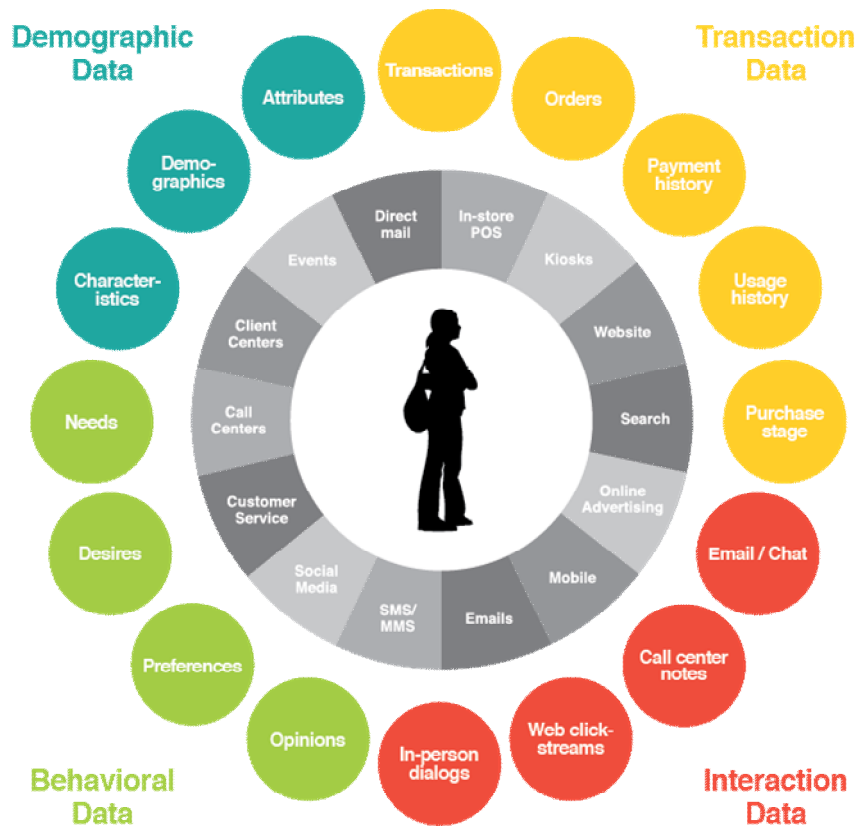 Demographic
Data
Transaction
Data
Transactions
Orders
Payment
history
Usage
history
Purchase
stage
Email / Chat
Call center
notes
Web click-
streams
In-person
dialogs
Opinions
Preferences
Desires
Needs
Character-
istics
Demo-
graphics
Attributes
In-store
POS
Kiosks
Website
Search
Online
Advertising
Mobile
Emails
SMS/
MMS
Social
Media
Customer
Service
Call
Centers
Client
Centers
Events
Direct
mail
Behavioral
Data
Interaction
Data